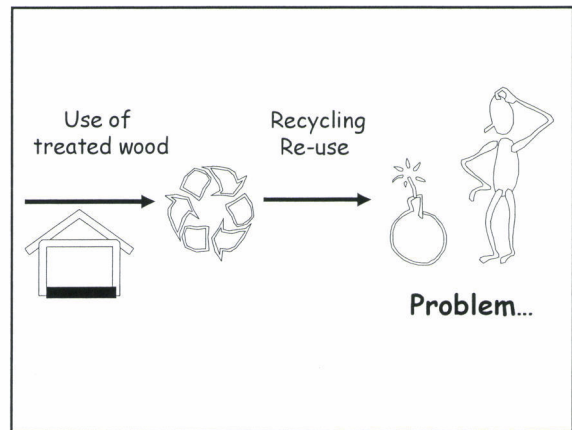 Use of
treated wood
Recycling
Re-use
Problem...